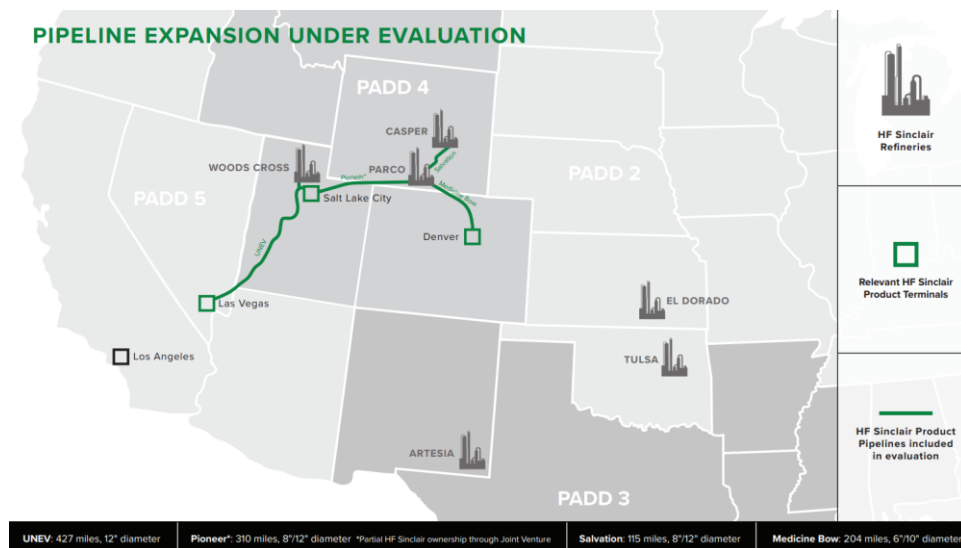 PIPELINE EXPANSION UNDER EVALUATION
PADD 4
CASPER
WOODS CROSS
PARCO
Salvation
Pioneer*
Medicine Bow
PADD 2
PADD 5
Salt Lake City
Denver
UNEV
Las Vegas
EL DORADO
Los Angeles
TULSA
ARTESIA
PADD 3
HF Sinclair
Refineries
Relevant HF Sinclair
Product Terminals
HF Sinclair Product
Pipelines included
in evaluation
UNEV: 427 miles, 12" diameter
Pioneer*: 310 miles, 8"/12" diameter *Partial HF Sinclair ownership through Joint Venture
Salvation: 115 miles, 8"/12" diameter
Medicine Bow: 204 miles, 6"/10" diameter